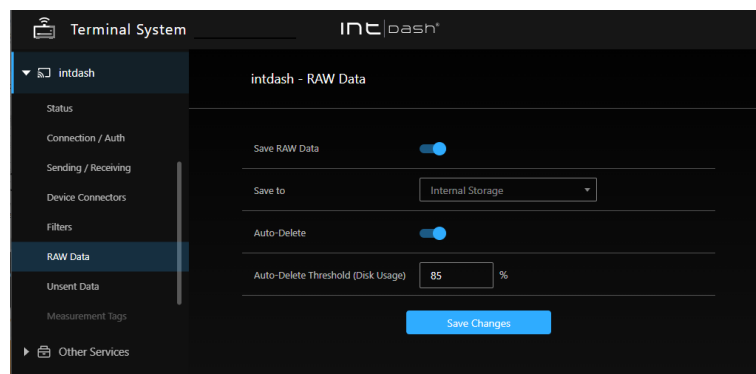 Terminal System
intdash®
intdash
intdash - RAW Data
Status
Connection / Auth
Sending / Receiving
Device Connectors
Filters
RAW Data
Unsent Data
Measurement Tags
Other Services
Save RAW Data
Save to
Internal Storage
Auto-Delete
Auto-Delete Threshold (Disk Usage)
85 %
Save Changes